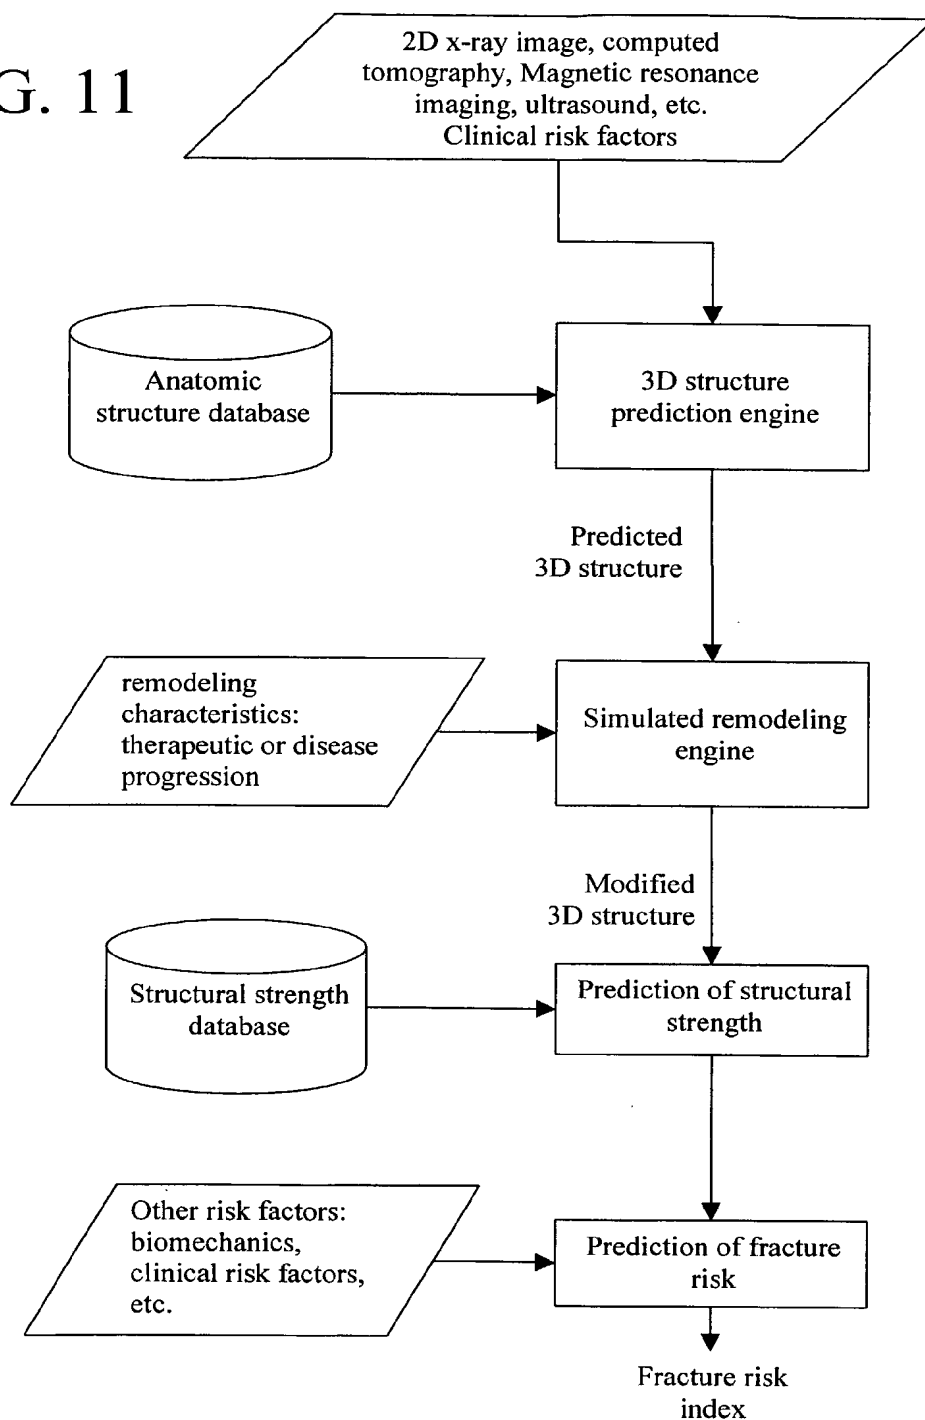 G. 11
2D x-ray image, computed
tomography, Magnetic resonance
imaging, ultrasound, etc.
Clinical risk factors
Anatomic
structure database
3D structure
prediction engine
Predicted
3D structure
remodeling
characteristics:
therapeutic or disease
progression
Simulated remodeling
engine
Modified
3D structure
Structural strength
database
Prediction of structural
strength
Other risk factors:
biomechanics,
clinical risk factors,
etc.
Prediction of fracture
risk
Fracture risk
index